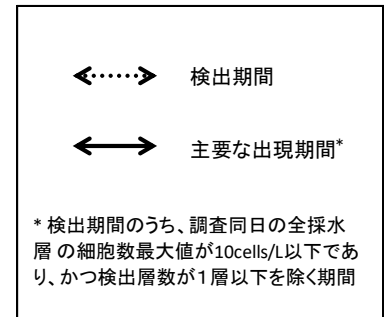 検出期間
主要な出現期間*
* 検出期間のうち、調査同日の全採水
層 の細胞数最大値が10cells/L以下であ
り、かつ検出層数が１層以下を除く期間